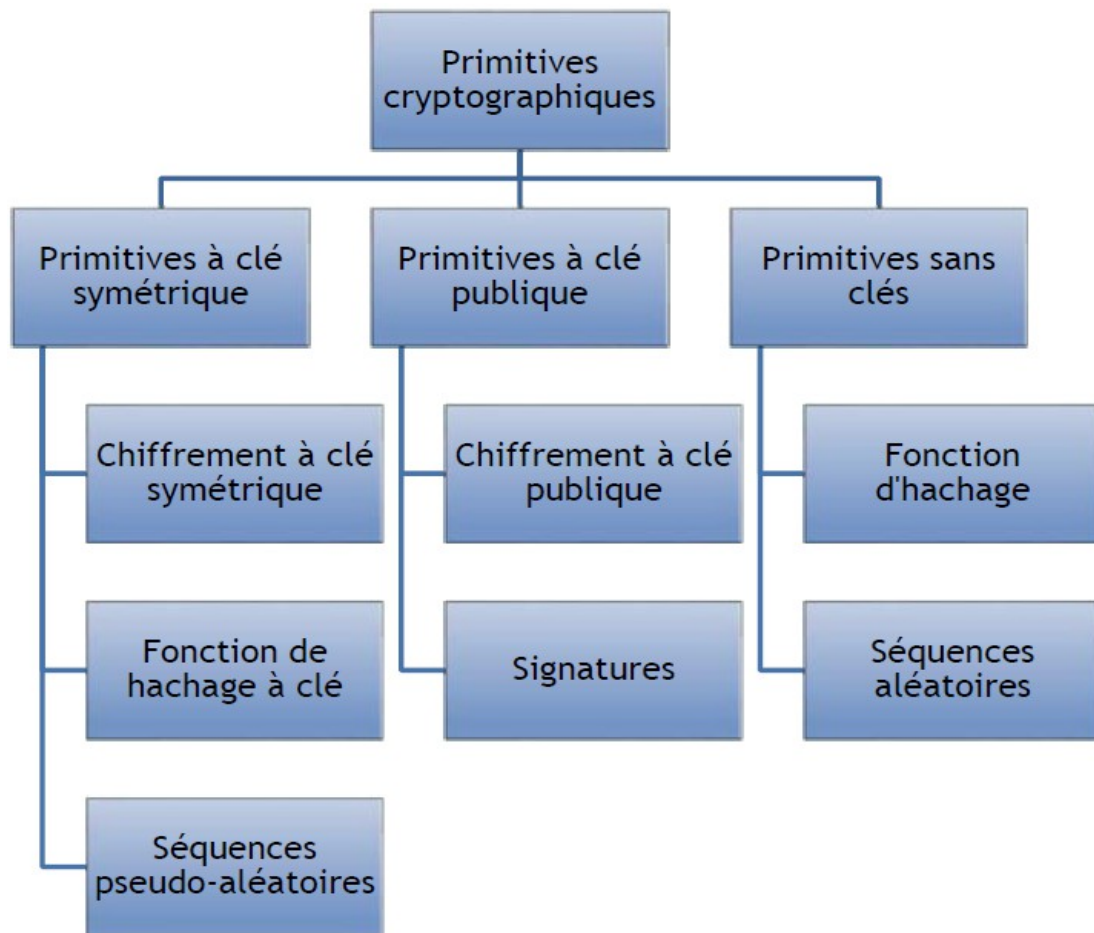 Primitives
cryptographiques
Primitives à clé
symétrique
Primitives à clé
publique
Primitives sans
clés
Chiffrement à clé
symétrique
Chiffrement à clé
publique
Fonction
d'hachage
Fonction de
hachage à clé
Signatures
Séquences
aléatoires
Séquences
pseudo-aléatoires